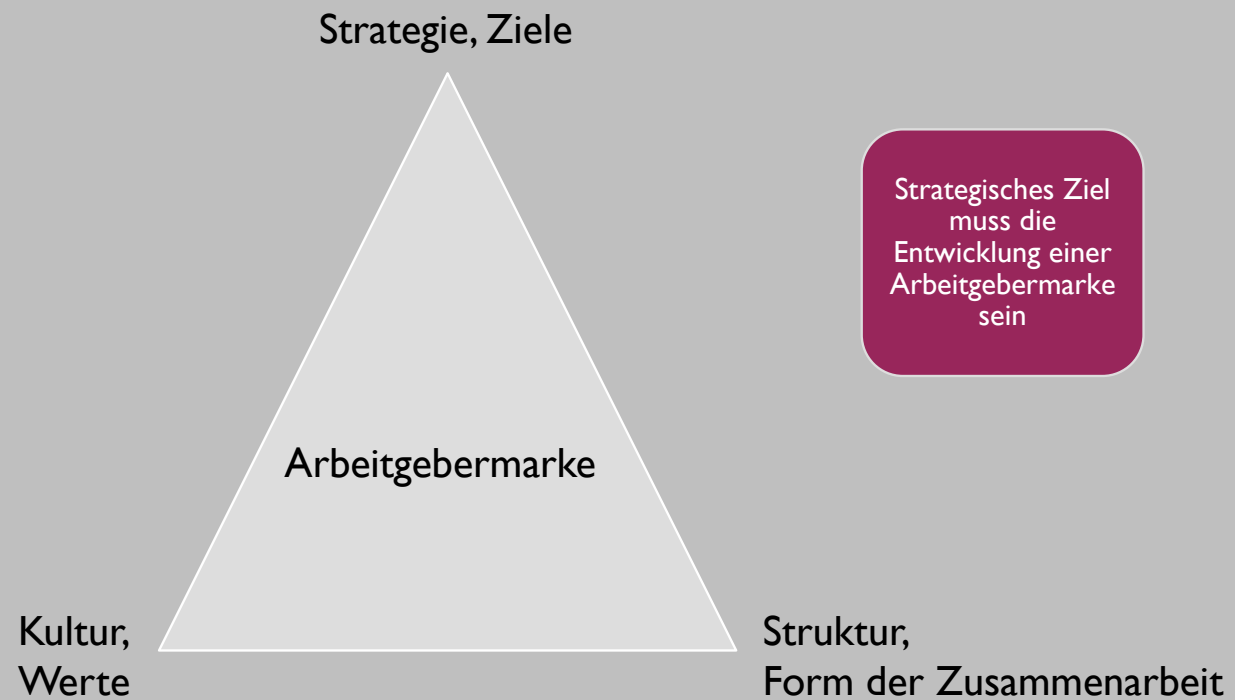 Strategie, Ziele
Strategisches Ziel
muss die
Entwicklung einer
Arbeitgebermarke
sein
Arbeitgebermarke
Kultur,
Werte
Struktur,
Form der Zusammenarbeit